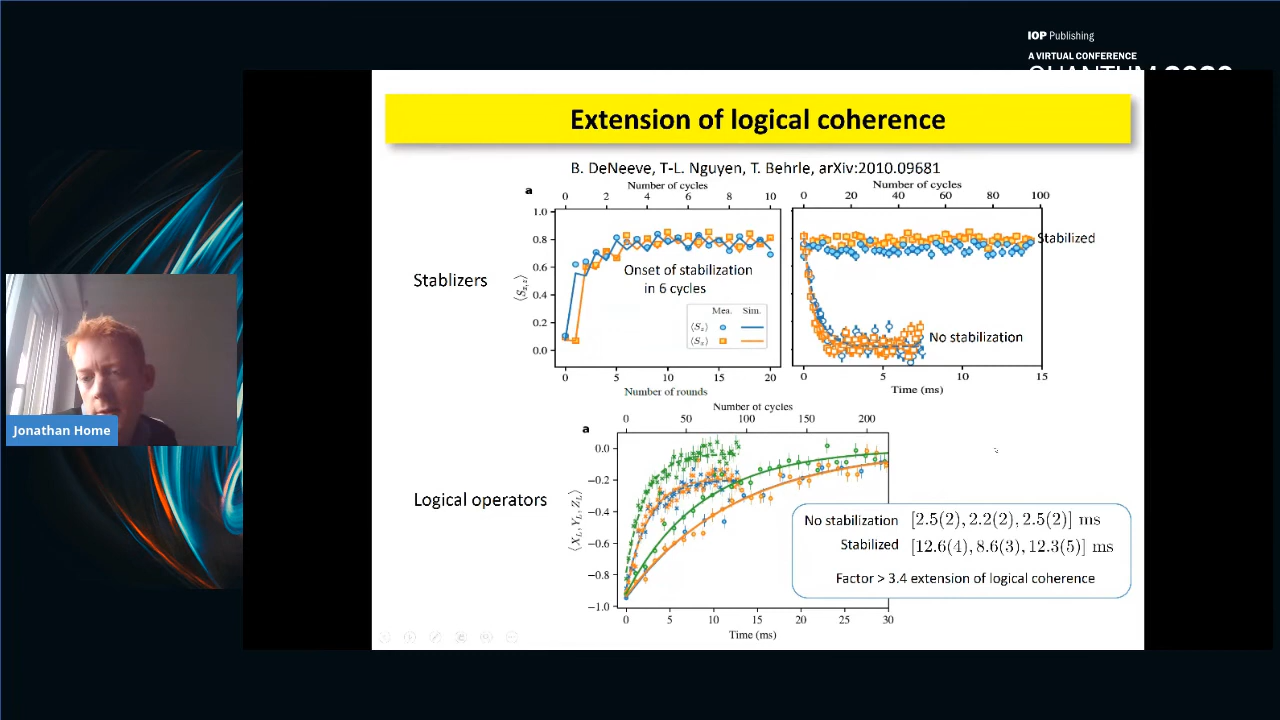 IOP Publishing
A VIRTUAL CONFERENCE
Extension of logical coherence
B. DeNeeve, T-L. Nguyen, T. Behrle, arXiv:2010.09681
a
Number of cycles
0 2 4 6 8 10
1.0
0.8
0.6
0.4
0.2
0.0
Onset of stabilization
in 6 cycles
Mea. Sim.
⟨S_z⟩
⟨S_x⟩
0 5 10 15 20
Number of rounds
Number of cycles
0 20 40 60 80 100
Stabilized
No stabilization
0 5 10 15
Time (ms)
Stablizers
Jonathan Home
a
Number of cycles
0 50 100 150 200
0.0
−0.2
−0.4
−0.6
−0.8
−1.0
⟨X_L, Y_L, Z_L⟩
0 5 10 15 20 25 30
Time (ms)
Logical operators
No stabilization [2.5(2), 2.2(2), 2.5(2)] ms
Stabilized [12.6(4), 8.6(3), 12.3(5)] ms
Factor > 3.4 extension of logical coherence